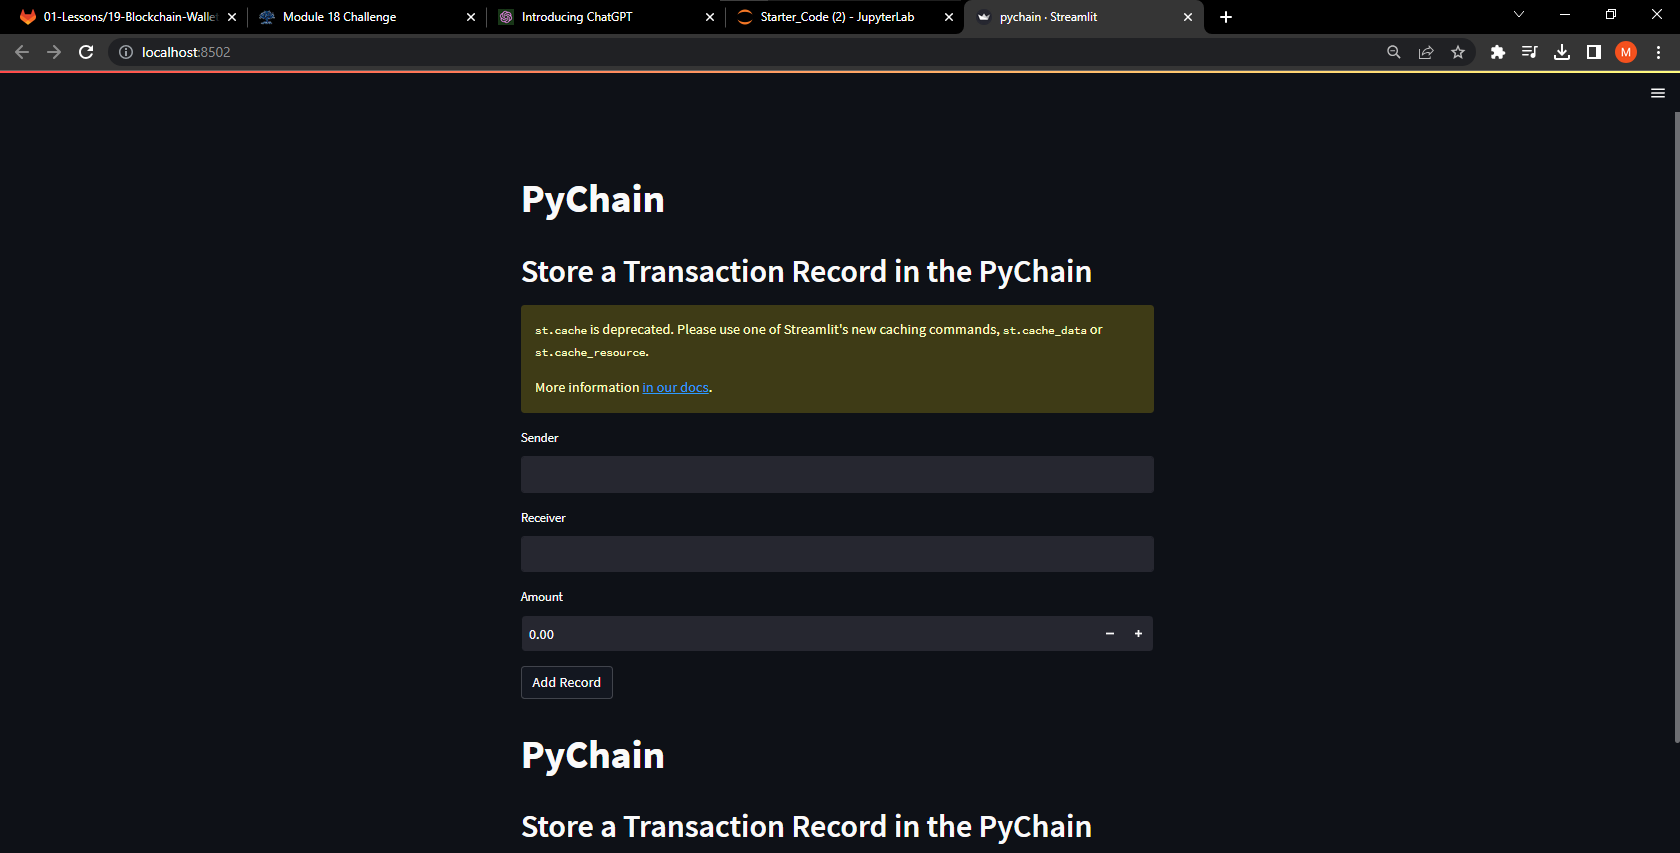 01-Lessons/19-Blockchain-Wallet
Module 18 Challenge
Introducing ChatGPT
Starter_Code (2) - JupyterLab
pychain · Streamlit
localhost:8502
M
PyChain
Store a Transaction Record in the PyChain
st.cache is deprecated. Please use one of Streamlit's new caching commands, st.cache_data or
st.cache_resource.
More information in our docs.
Sender
Receiver
Amount
0.00
Add Record
PyChain
Store a Transaction Record in the PyChain